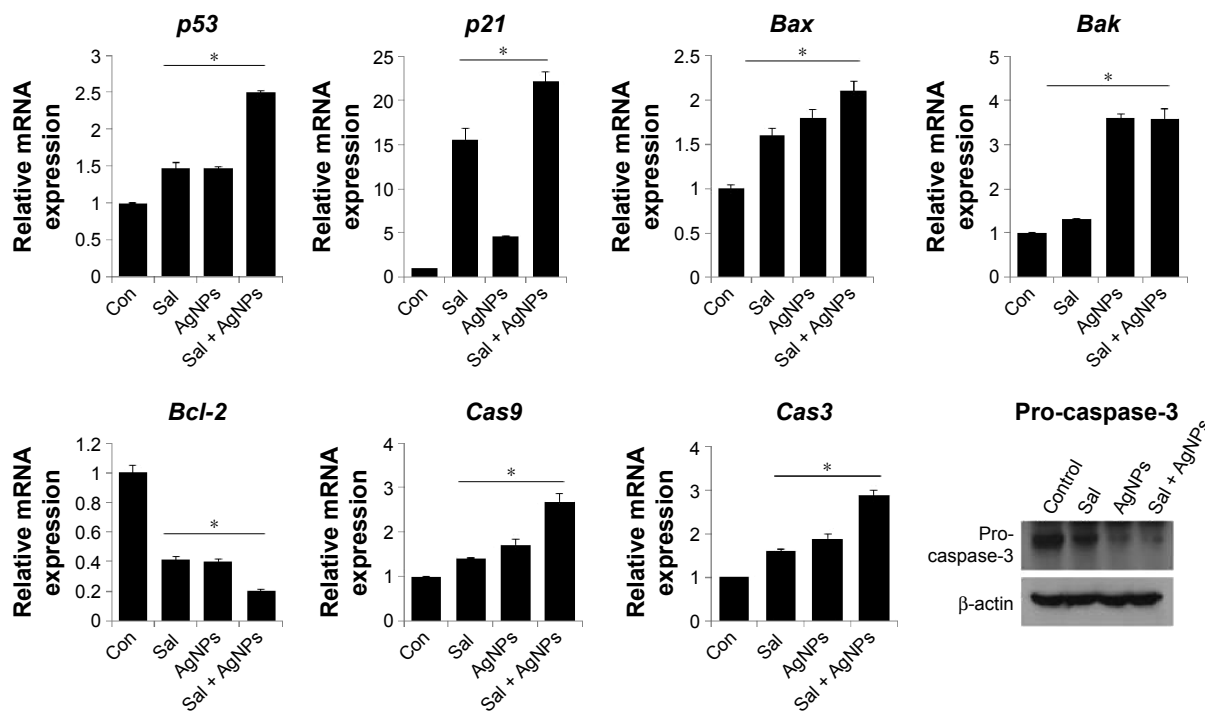 p53
Relative mRNA
expression
3
2.5
2
1.5
1
0.5
0
*
Con
Sal
AgNPs
Sal + AgNPs
p21
Relative mRNA
expression
25
20
15
10
5
0
*
Con
Sal
AgNPs
Sal + AgNPs
Bax
Relative mRNA
expression
2.5
2
1.5
1
0.5
0
*
Con
Sal
AgNPs
Sal + AgNPs
Bak
Relative mRNA
expression
5
4
3
2
1
0
*
Con
Sal
AgNPs
Sal + AgNPs
Bcl-2
Relative mRNA
expression
1.2
1
0.8
0.6
0.4
0.2
0
*
Con
Sal
AgNPs
Sal + AgNPs
Cas9
Relative mRNA
expression
4
3
2
1
0
*
Con
Sal
AgNPs
Sal + AgNPs
Cas3
Relative mRNA
expression
4
3
2
1
0
*
Con
Sal
AgNPs
Sal + AgNPs
Pro-caspase-3
Control
Sal
AgNPs
Sal + AgNPs
Pro-
caspase-3
β-actin